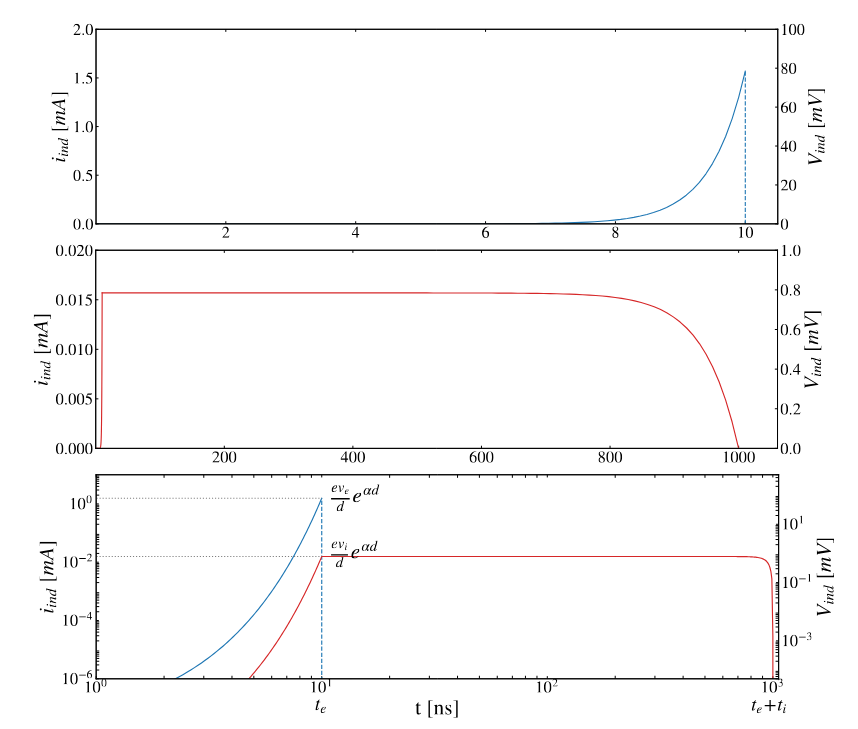 2.0
1.5
1.0
0.5
0.0
i_ind [mA]
100
80
60
40
20
0
V_ind [mV]
2 4 6 8 10
0.020
0.015
0.010
0.005
0.000
i_ind [mA]
1.0
0.8
0.6
0.4
0.2
0.0
V_ind [mV]
200 400 600 800 1000
10^0
10^−2
10^−4
10^−6
i_ind [mA]
ev_e/d e^αd
ev_i/d e^αd
10^1
10^−1
10^−3
V_ind [mV]
10^0 10^1 10^2 10^3
t_e t [ns] t_e+t_i